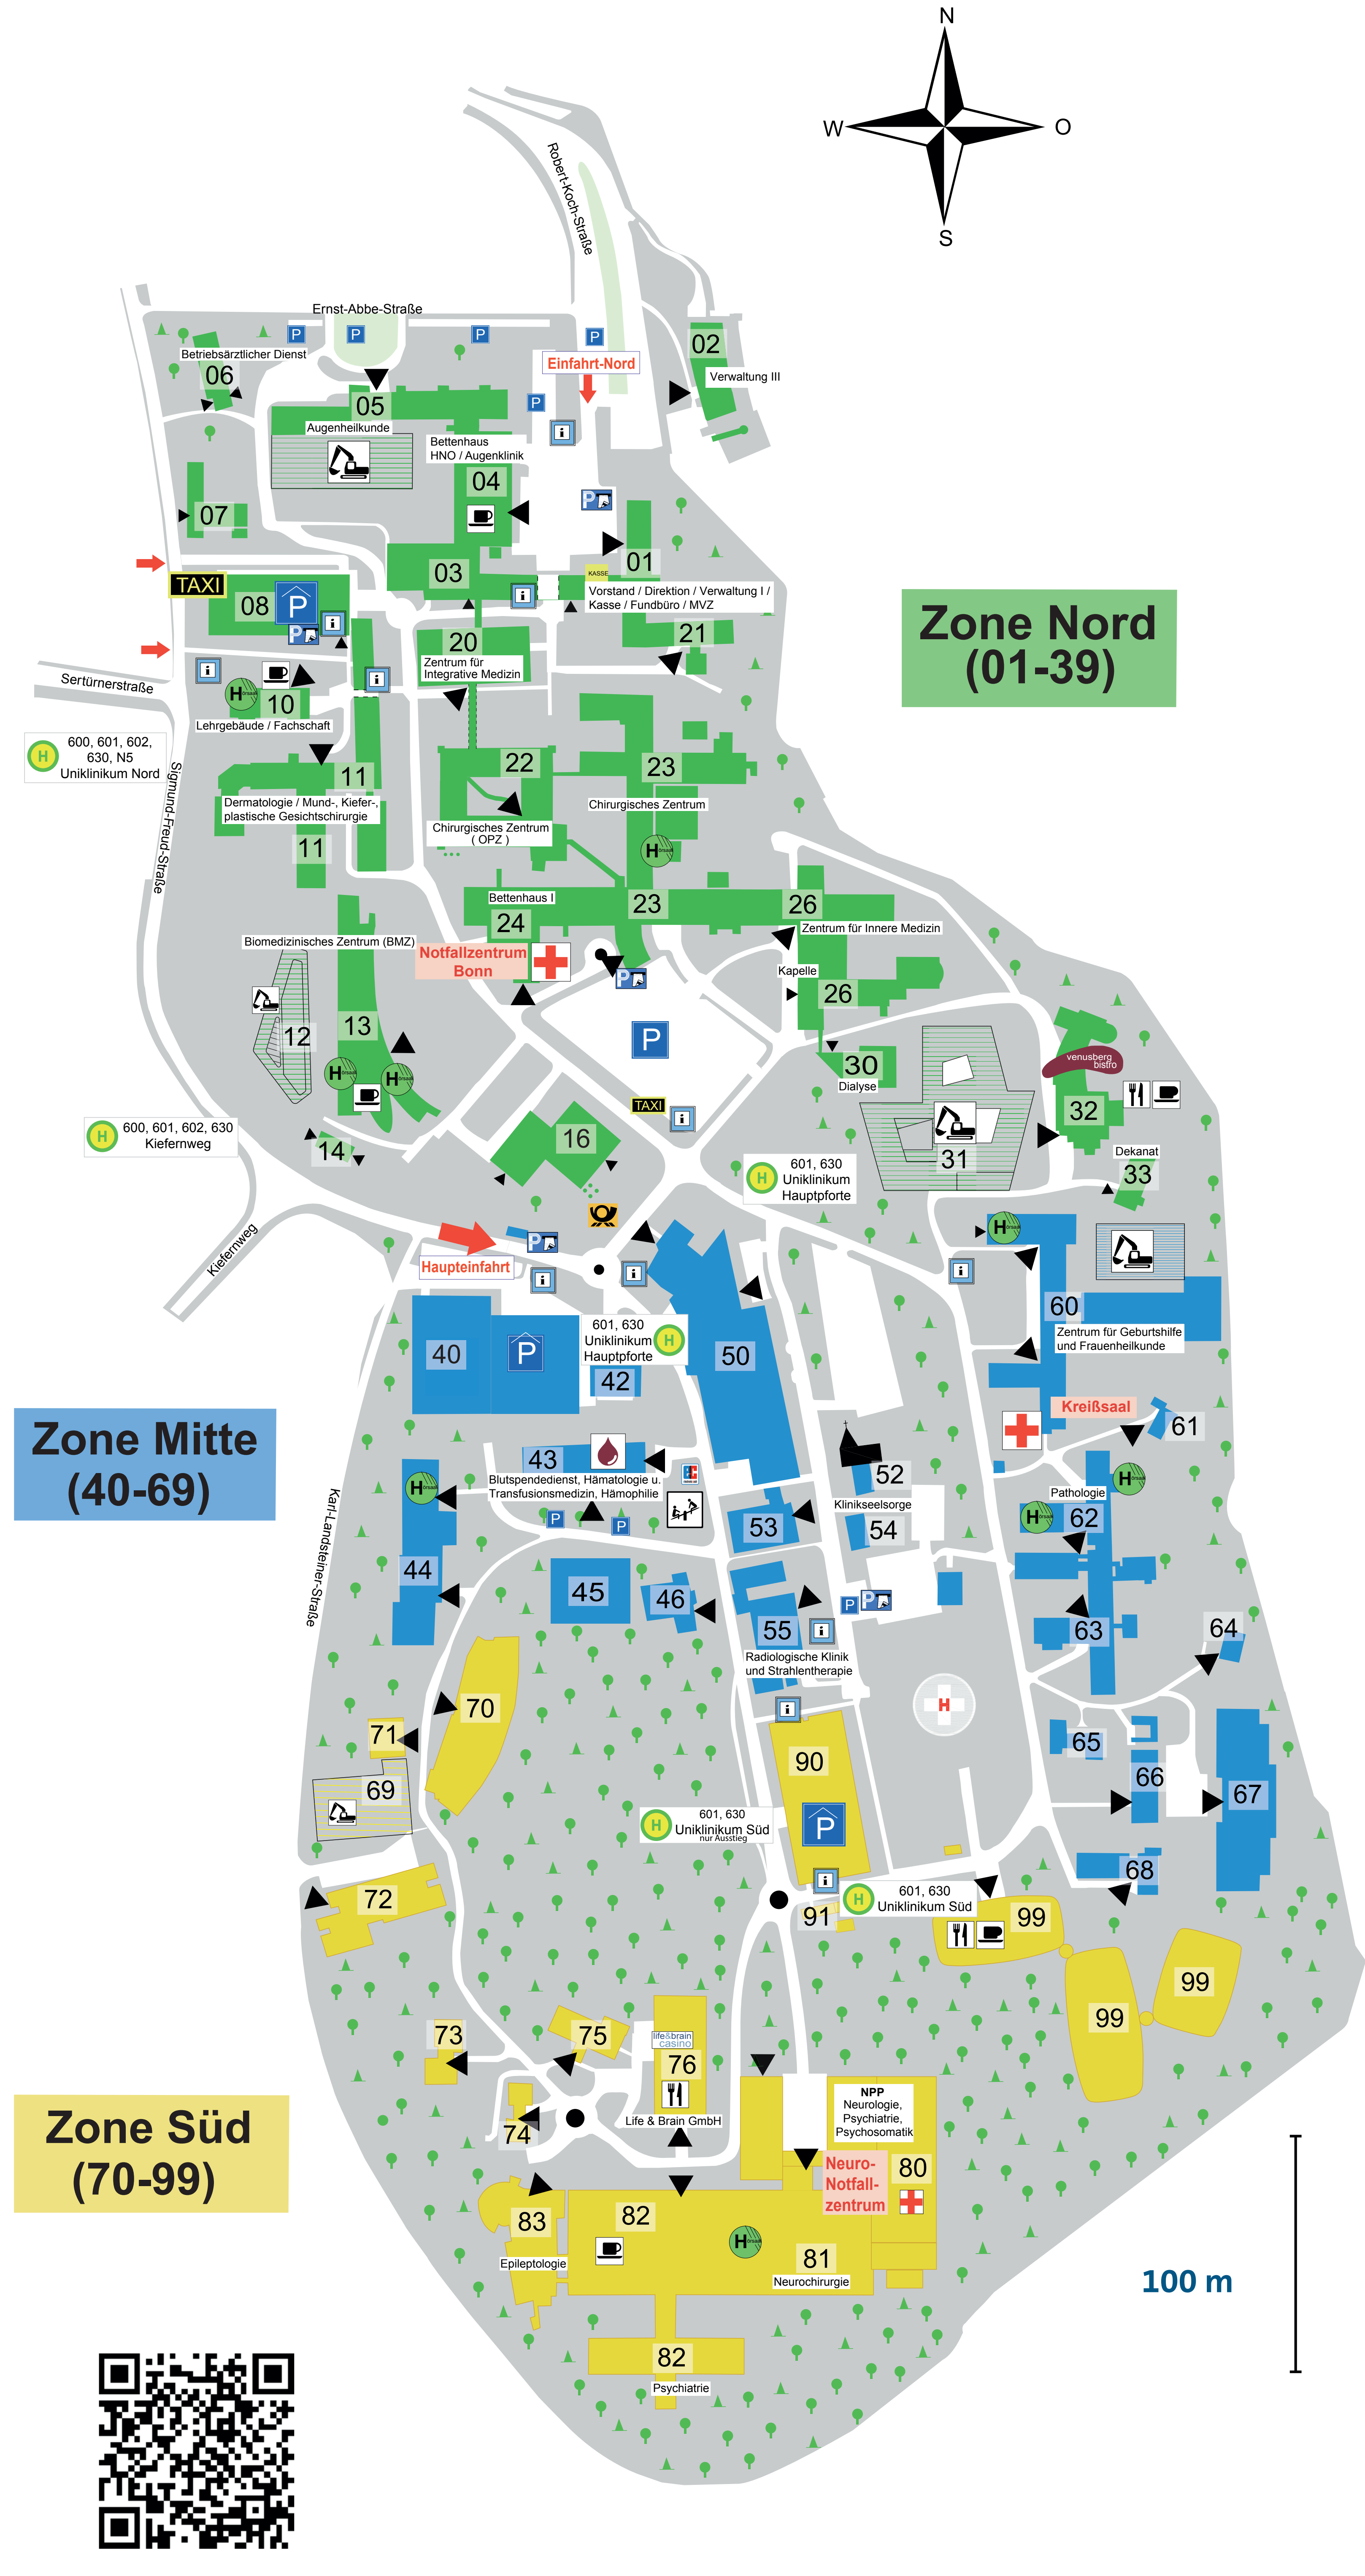 N
W
O
S
Robert-Koch-Straße
Ernst-Abbe-Straße
P
P
P
P
Einfahrt-Nord
02
Verwaltung III
Betriebsärztlicher Dienst
06
05
Augenheilkunde
P
i
Bettenhaus
HNO / Augenklinik
04
07
P
01
03
KASSE
Vorstand / Direktion / Verwaltung I /
Kasse / Fundbüro / MVZ
i
TAXI
08
P
P
i
Zone Nord
(01-39)
20
Zentrum für
Integrative Medizin
21
Sertürnerstraße
i
i
Hörsaal
10
Lehrgebäude / Fachschaft
H
600, 601, 602,
630, N5
Uniklinikum Nord
Sigmund-Freud-Straße
11
Dermatologie / Mund-, Kiefer-,
plastische Gesichtschirurgie
11
22
23
Chirurgisches Zentrum
Chirurgisches Zentrum
( OPZ )
Hörsaal
Bettenhaus I
24
23
26
Zentrum für Innere Medizin
Biomedizinisches Zentrum (BMZ)
Notfallzentrum
Bonn
P
Kapelle
26
12
13
P
30
Dialyse
venusberg
bistro
Hörsaal
Hörsaal
32
31
TAXI
i
H
600, 601, 602, 630
Kiefernweg
14
16
Dekanat
33
H
601, 630
Uniklinikum
Hauptpforte
Kiefernweg
Haupteinfahrt
P
i
i
Hörsaal
i
60
Zentrum für Geburtshilfe
und Frauenheilkunde
40
P
601, 630
Uniklinikum
Hauptpforte
H
42
50
Zone Mitte
(40-69)
Kreißsaal
61
43
Blutspendedienst, Hämatologie u.
Transfusionsmedizin, Hämophilie
P
P
52
Klinikseelsorge
54
53
Hörsaal
Pathologie
Hörsaal
62
Hörsaal
Karl-Landsteiner-Straße
44
45
46
55
P
P
i
Radiologische Klinik
und Strahlentherapie
63
64
H
70
71
69
i
90
P
65
66
67
H
601, 630
Uniklinikum Süd
nur Ausstieg
68
i
H
601, 630
Uniklinikum Süd
72
91
99
99
99
73
75
life&brain
casino
76
Life & Brain GmbH
74
NPP
Neurologie,
Psychiatrie,
Psychosomatik
Zone Süd
(70-99)
Neuro-
Notfall-
zentrum
80
83
Epileptologie
82
Hörsaal
81
Neurochirurgie
100 m
82
Psychiatrie